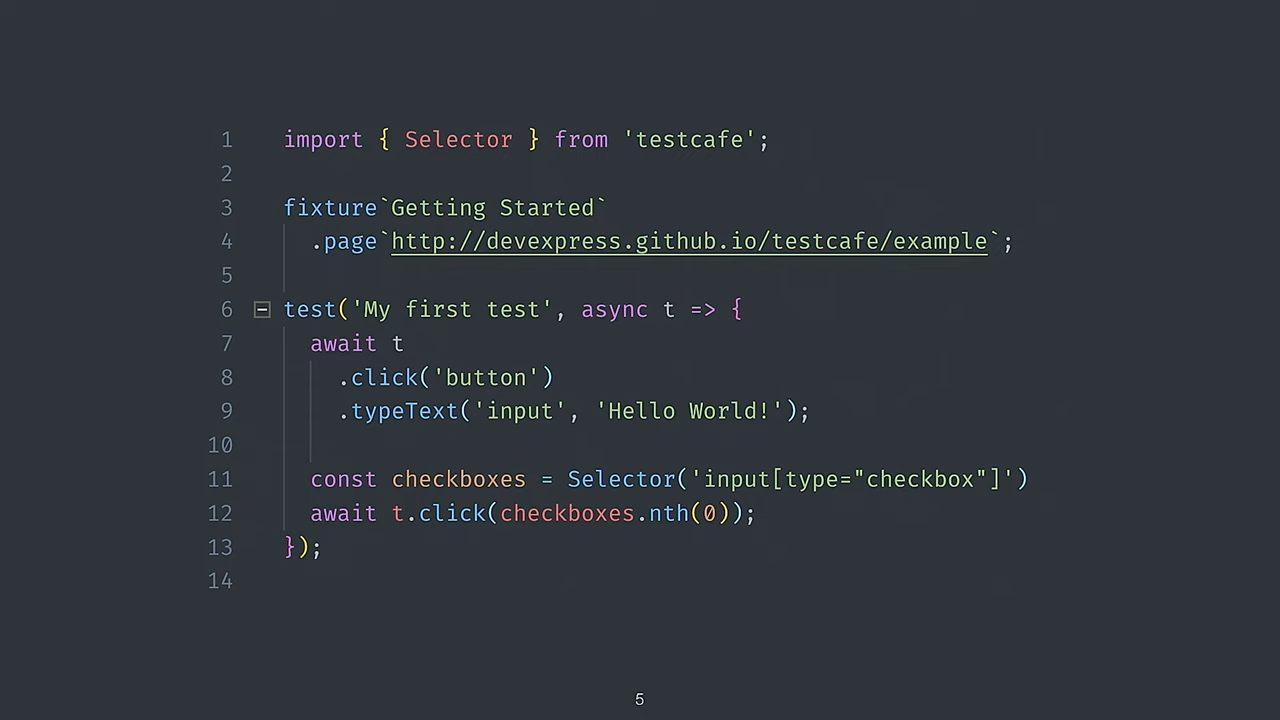 1 import { Selector } from 'testcafe';
2
3 fixture`Getting Started`
4 .page`http://devexpress.github.io/testcafe/example`;
5
6 test('My first test', async t => {
7 await t
8 .click('button')
9 .typeText('input', 'Hello World!');
10
11 const checkboxes = Selector('input[type="checkbox"]')
12 await t.click(checkboxes.nth(0));
13 });
14
5